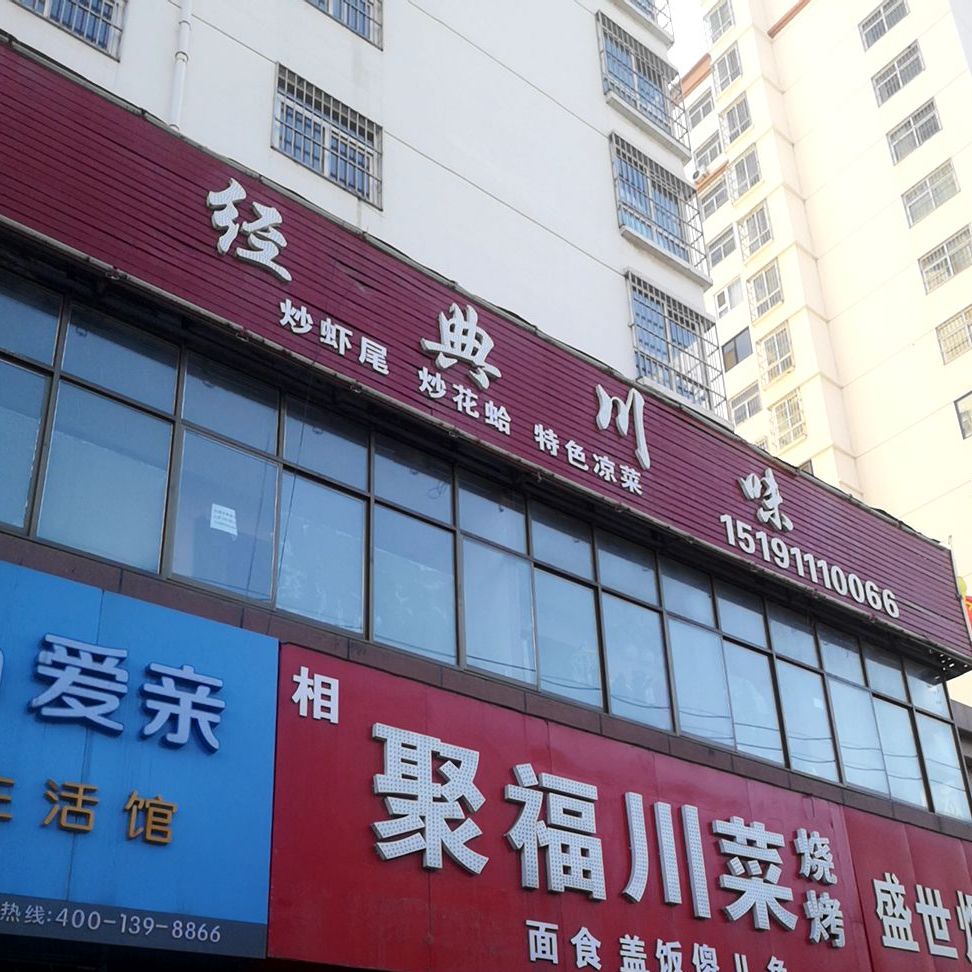 经典川味
炒虾尾 炒花蛤 特色凉菜
15191110066
爱亲
生活馆
热线:400-139-8866
相聚福川菜
烧烤
面食 盖饭
盛世